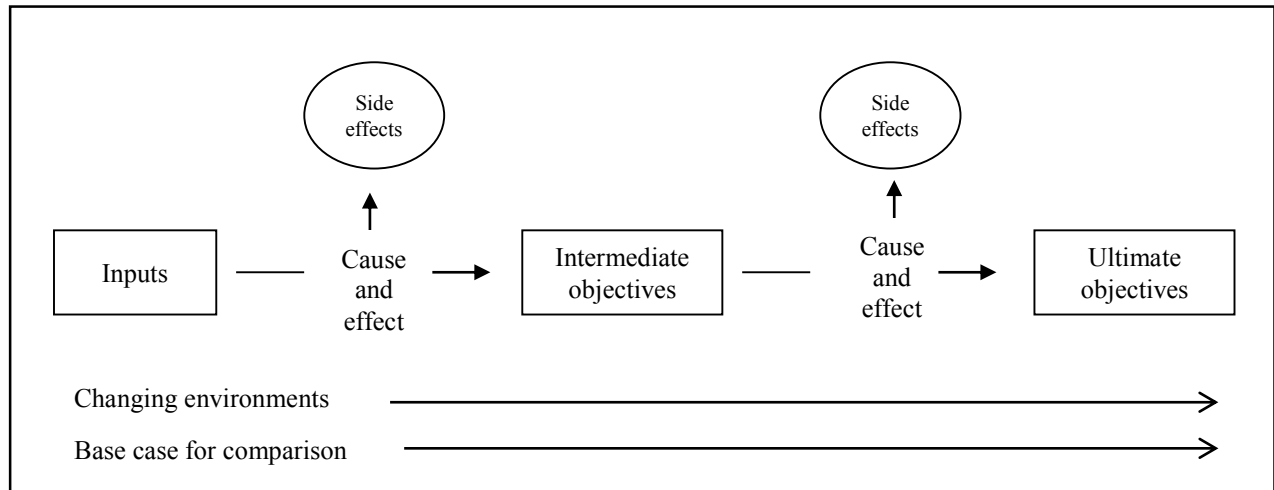 Side
effects
Side
effects
Inputs
Cause
and
effect
Intermediate
objectives
Cause
and
effect
Ultimate
objectives
Changing environments
Base case for comparison